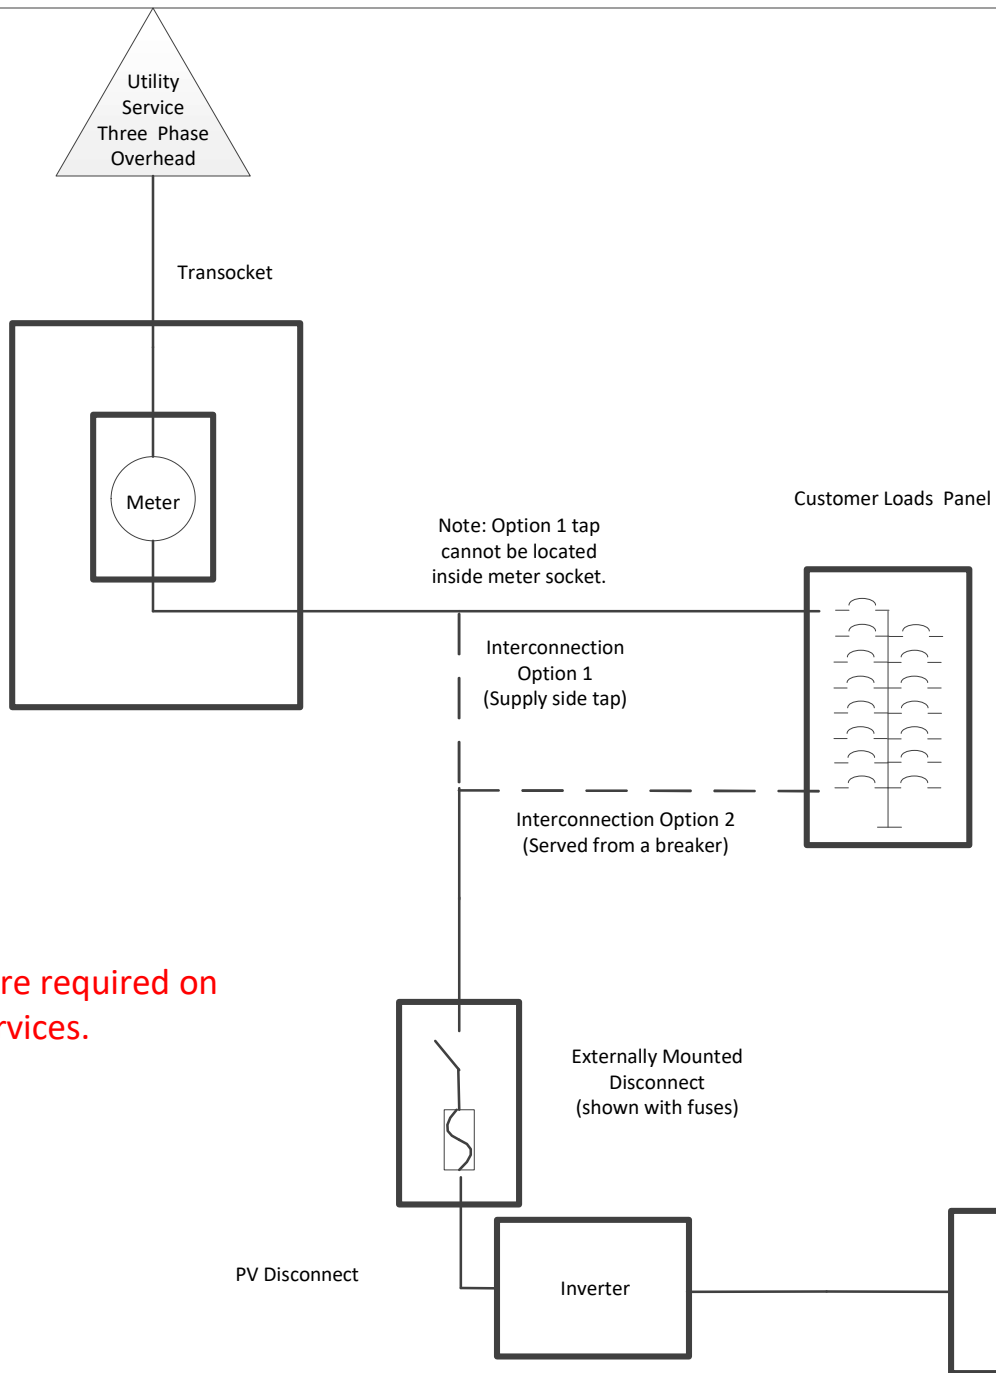 Utility
Service
Three Phase
Overhead
Transocket
Meter
Customer Loads Panel
Note: Option 1 tap
cannot be located
inside meter socket.
Interconnection
Option 1
(Supply side tap)
Interconnection Option 2
(Served from a breaker)
re required on
rvices.
Externally Mounted
Disconnect
(shown with fuses)
PV Disconnect
Inverter